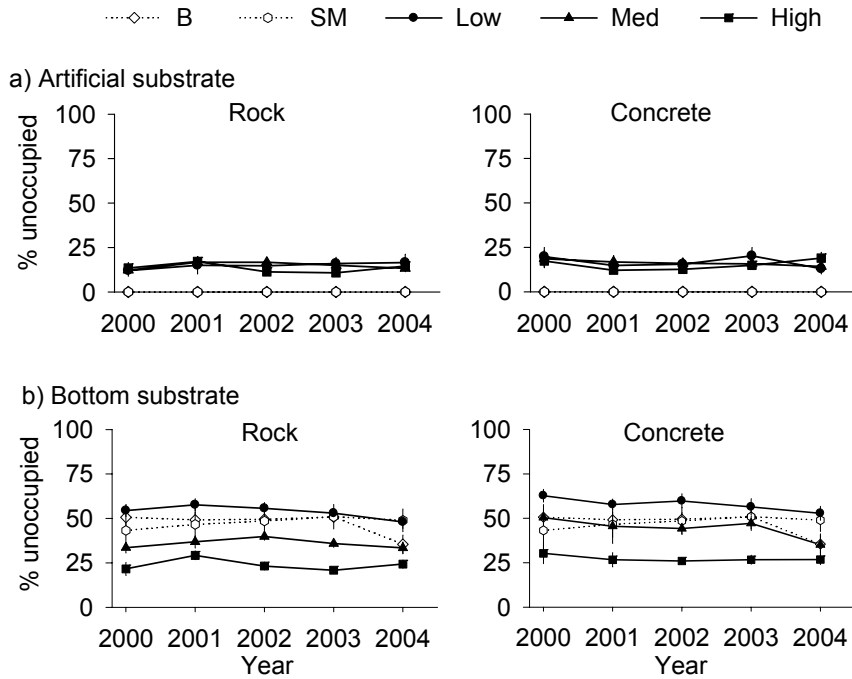 B SM Low Med High
a) Artificial substrate
Rock Concrete
% unoccupied
100 75 50 25 0
2000 2001 2002 2003 2004
100 75 50 25 0
2000 2001 2002 2003 2004
b) Bottom substrate
Rock Concrete
% unoccupied
100 75 50 25 0
2000 2001 2002 2003 2004
Year
100 75 50 25 0
2000 2001 2002 2003 2004
Year